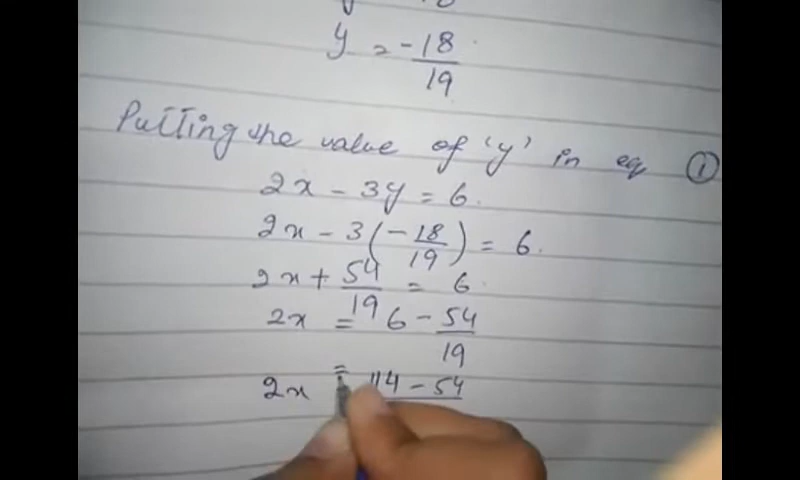 y = -18/19
Putting the value of 'y' in eq ①
2x - 3y = 6.
2x - 3(-18/19) = 6.
2x + 54/19 = 6.
2x = 6 - 54/19
2x = 114 - 54